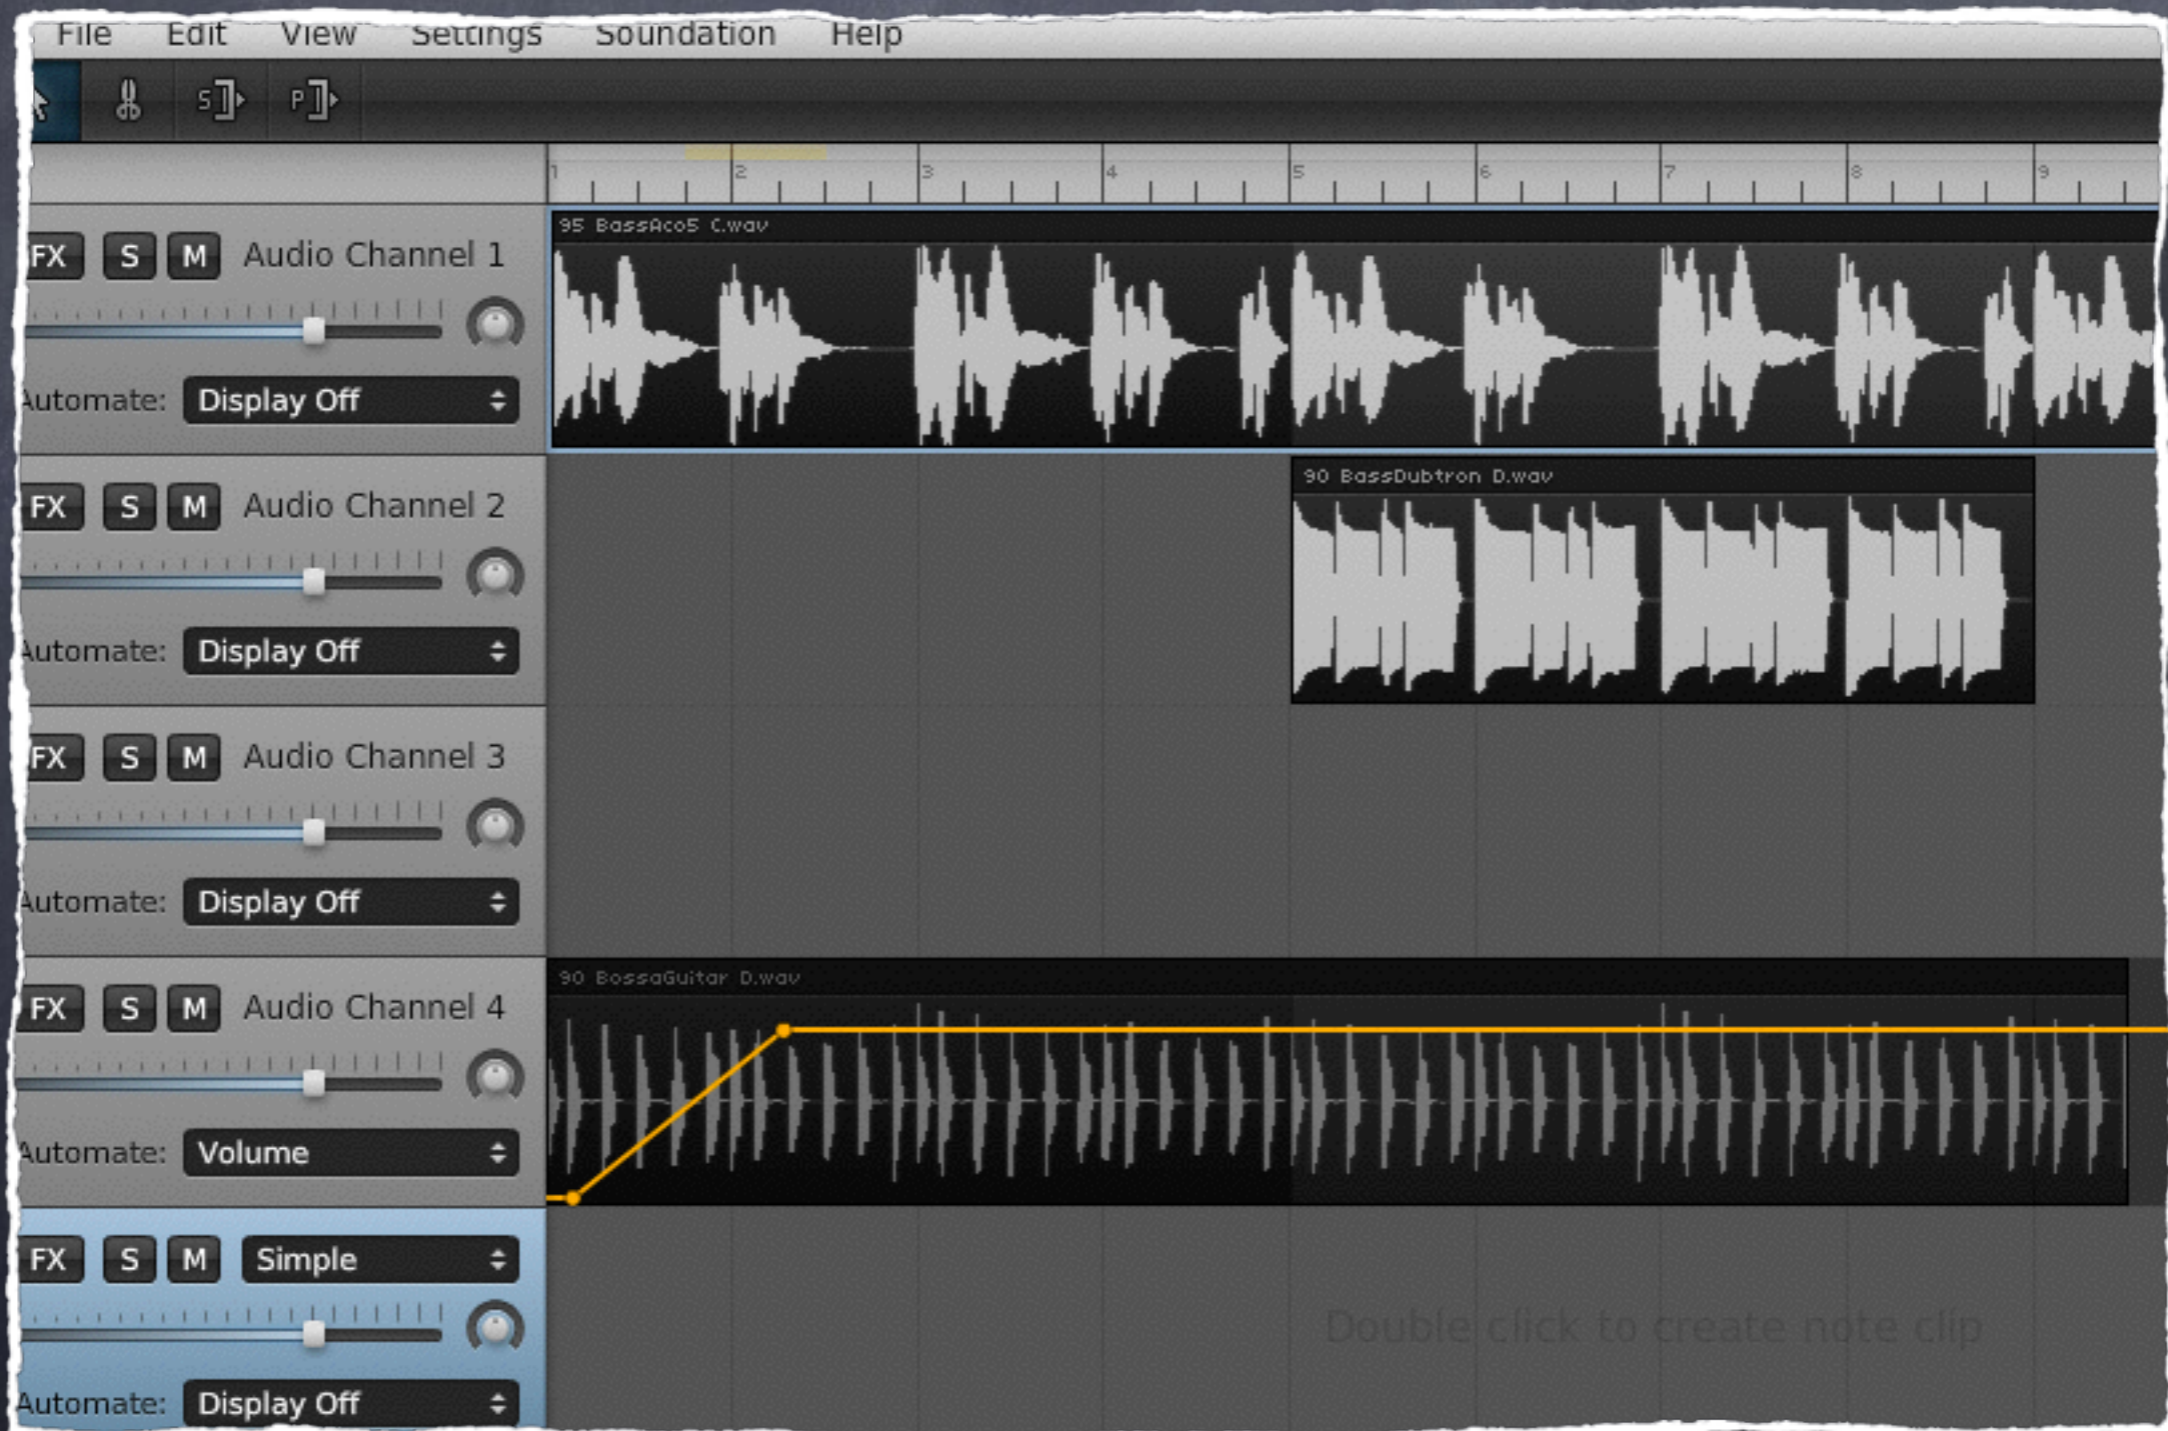 File Edit View Settings Soundation Help
S P
1 2 3 4 5 6 7 8 9
95 BassAco5 C.wav
FX S M Audio Channel 1
Automate: Display Off
90 BassDubtron D.wav
FX S M Audio Channel 2
Automate: Display Off
FX S M Audio Channel 3
Automate: Display Off
90 BossaGuitar D.wav
FX S M Audio Channel 4
Automate: Volume
FX S M Simple
Double click to create note clip
Automate: Display Off